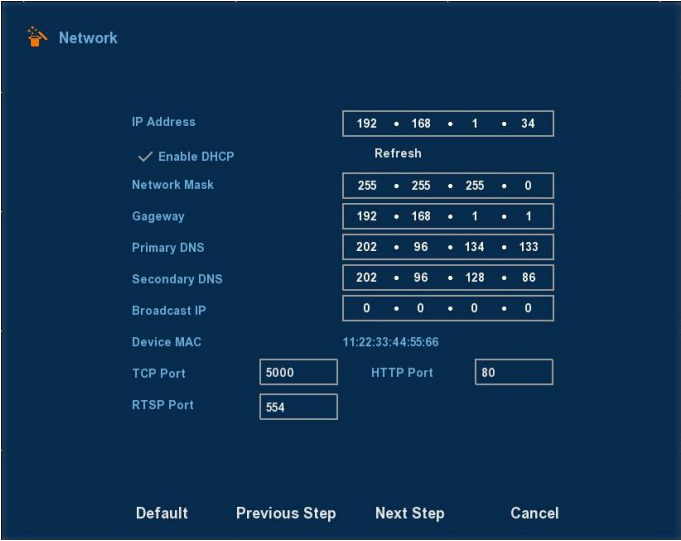 Network
IP Address 192 • 168 • 1 • 34
Enable DHCP Refresh
Network Mask 255 • 255 • 255 • 0
Gageway 192 • 168 • 1 • 1
Primary DNS 202 • 96 • 134 • 133
Secondary DNS 202 • 96 • 128 • 86
Broadcast IP 0 • 0 • 0 • 0
Device MAC 11:22:33:44:55:66
TCP Port 5000 HTTP Port 80
RTSP Port 554
Default Previous Step Next Step Cancel